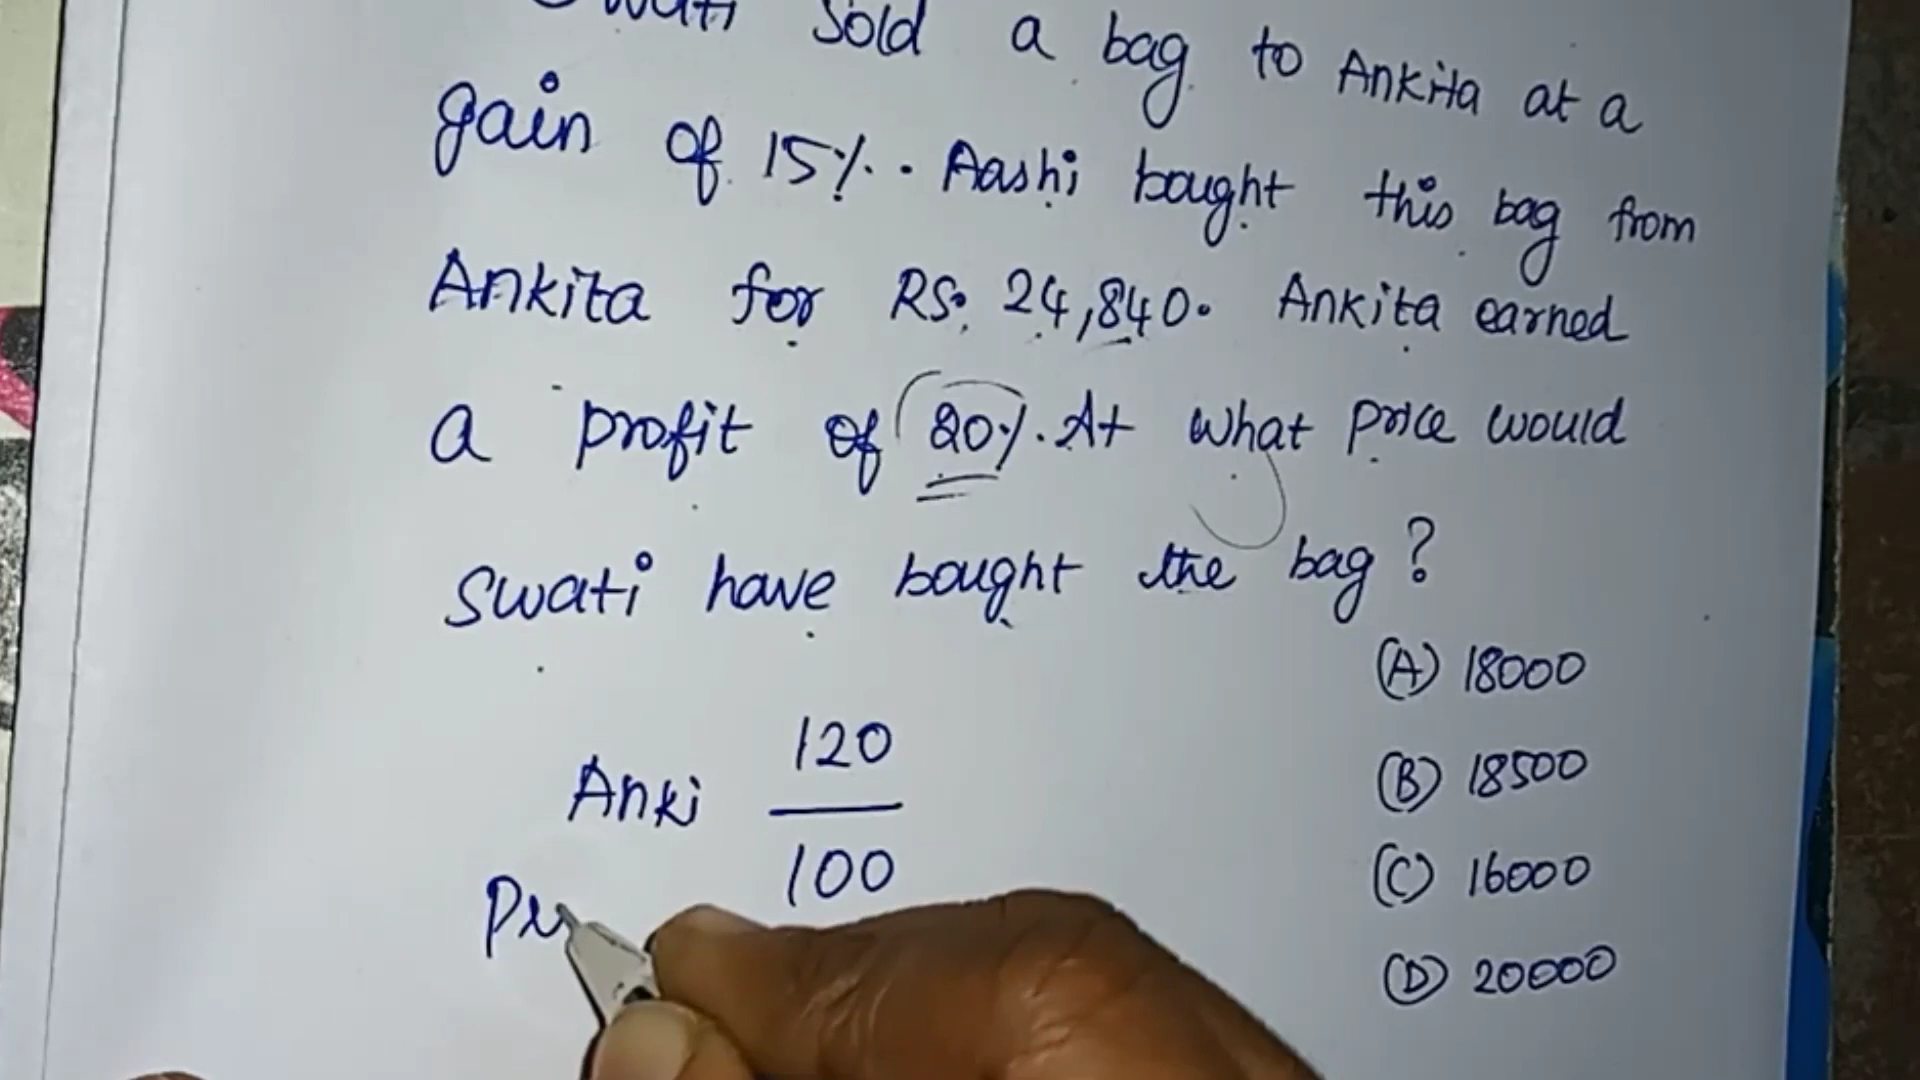 Swati Sold a bag to Ankita at a
gain of 15%. Aashi bought this bag from
Ankita for RS. 24,840. Ankita earned
a profit of 20%. At what price would
Swati have bought the bag?
(A) 18000
120
Anki
(B) 18500
100
(C) 16000
(D) 20000